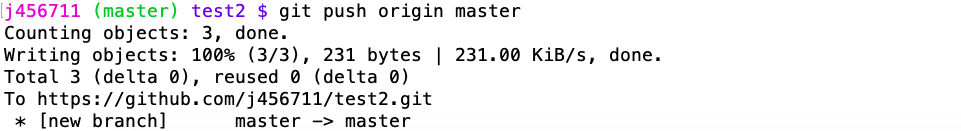 j456711 (master) test2 $ git push origin master
Counting objects: 3, done.
Writing objects: 100% (3/3), 231 bytes | 231.00 KiB/s, done.
Total 3 (delta 0), reused 0 (delta 0)
To https://github.com/j456711/test2.git
 * [new branch]      master -> master